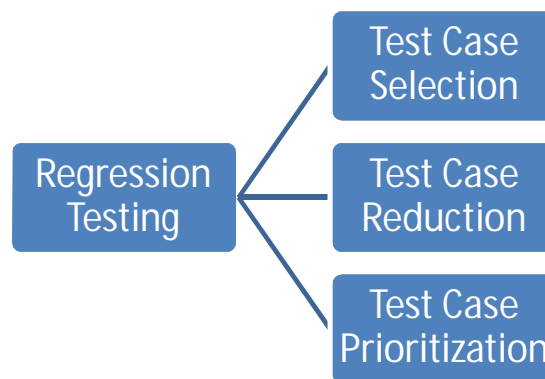 Test Case
Selection
Regression
Testing
Test Case
Reduction
Test Case
Prioritization